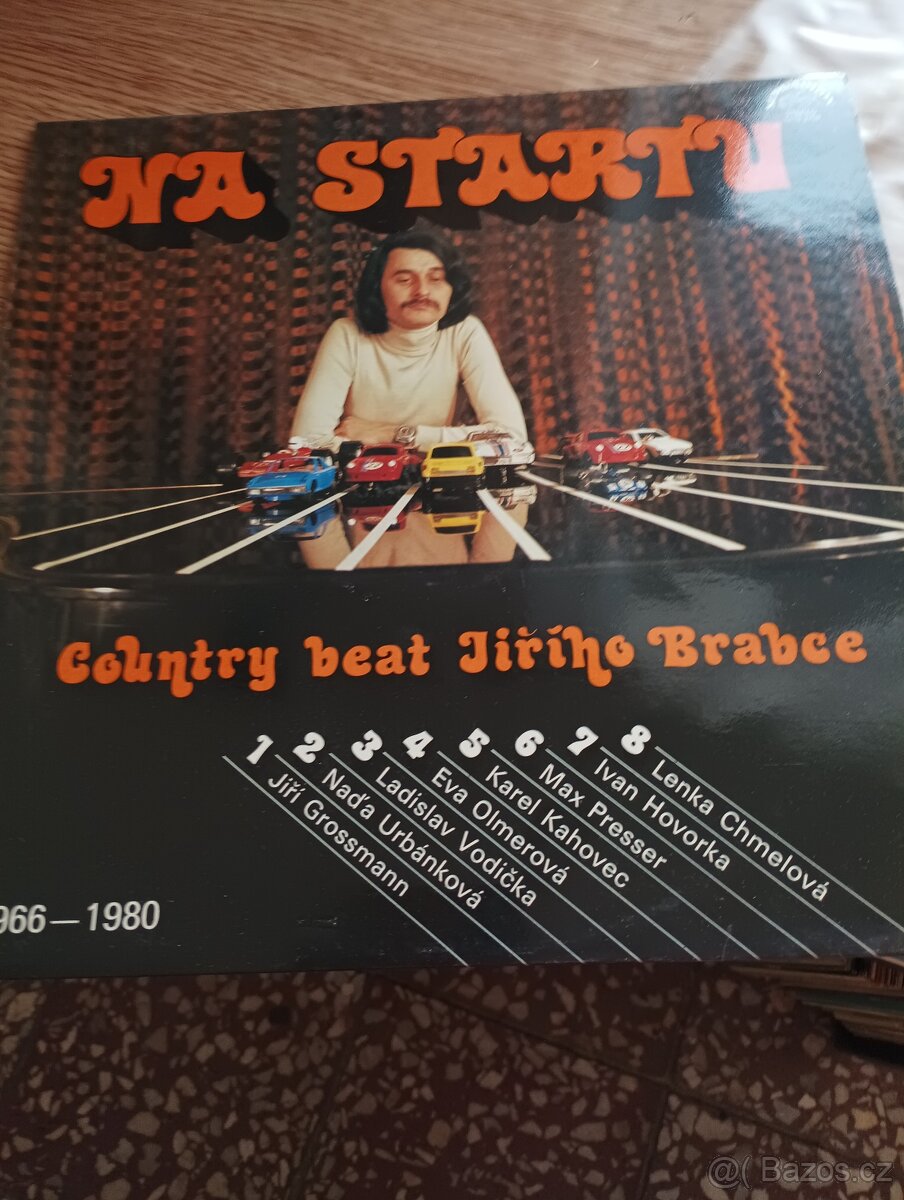 NA STARTU
Country beat Jiřího Brabce
1 Jiří Grossmann
2 Naďa Urbánková
3 Ladislav Vodička
4 Eva Olmerová
5 Karel Kahovec
6 Max Presser
7 Ivan Hovorka
8 Lenka Chmelová
966—1980
@( Bazos.cz